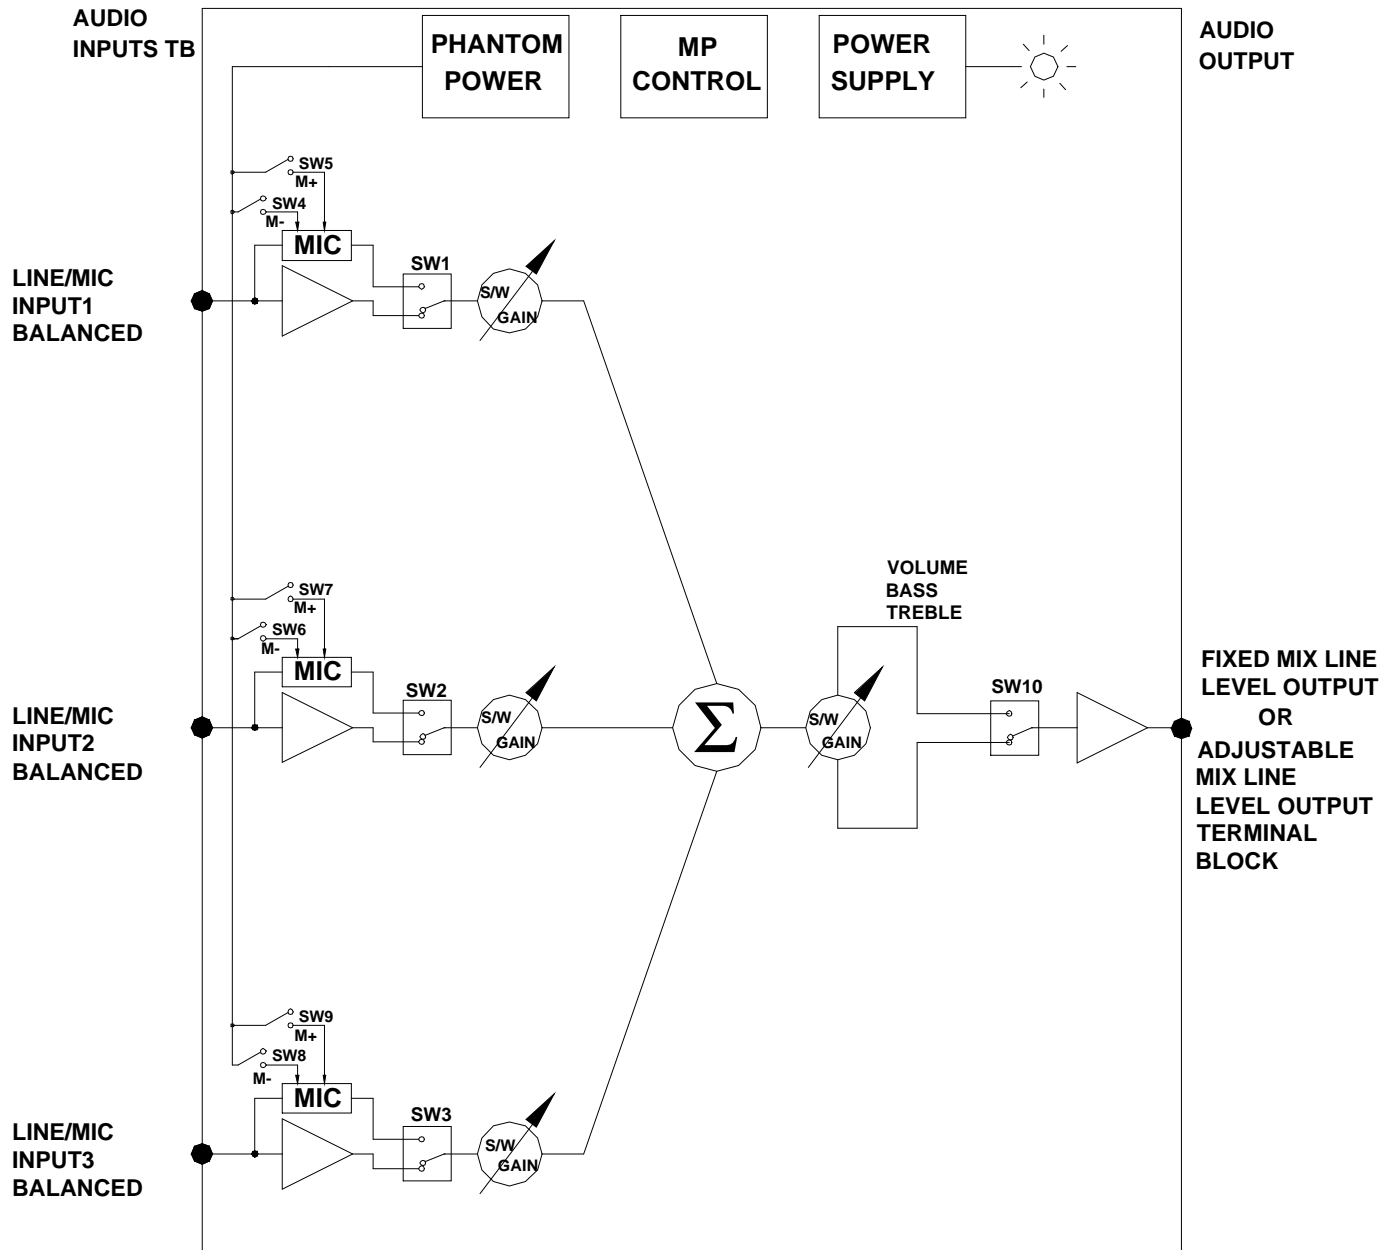 AUDIO
INPUTS TB
PHANTOM
POWER
MP
CONTROL
POWER
SUPPLY
AUDIO
OUTPUT
SW5
M+
SW4
M-
MIC
LINE/MIC
INPUT1
BALANCED
SW1
S/W
GAIN
SW7
M+
SW6
M-
MIC
LINE/MIC
INPUT2
BALANCED
SW2
S/W
GAIN
Σ
VOLUME
BASS
TREBLE
S/W
GAIN
SW10
FIXED MIX LINE
LEVEL OUTPUT
OR
ADJUSTABLE
MIX LINE
LEVEL OUTPUT
TERMINAL
BLOCK
SW9
M+
SW8
M-
MIC
LINE/MIC
INPUT3
BALANCED
SW3
S/W
GAIN